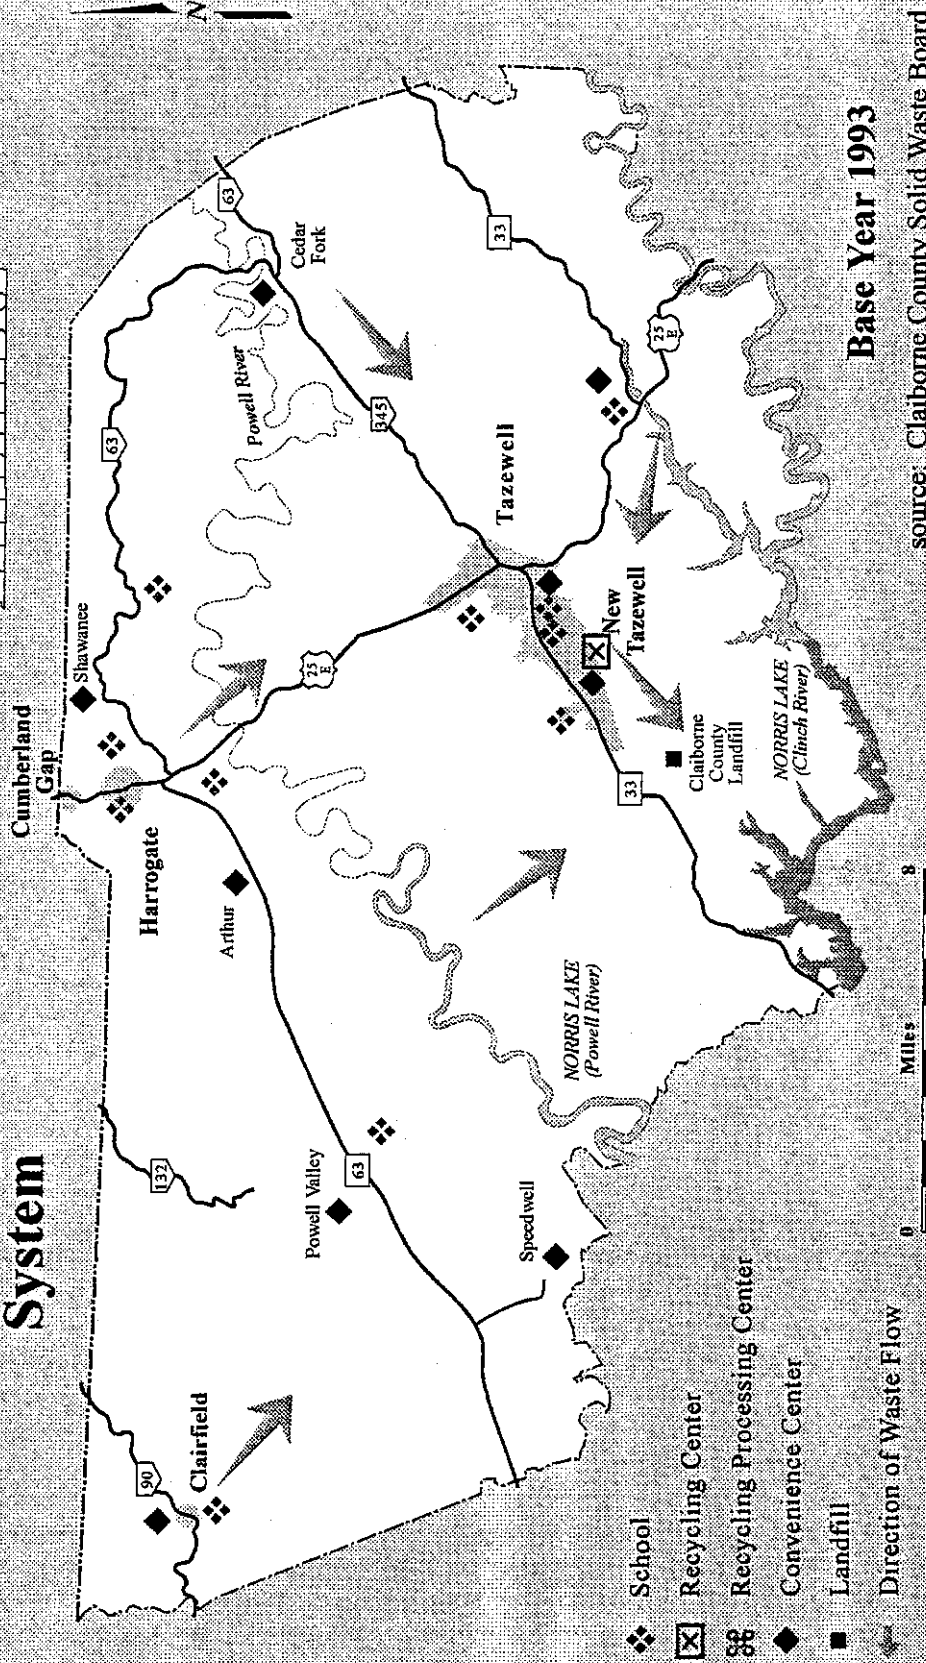 System
N
Cumberland
Gap
Shawanee
63
63
Cedar
Fork
Powell River
Harrogate
Arthur
25
E
345
33
132
90
Clairfield
Powell Valley
63
Tazewell
25
E
New
Tazewell
Speedwell
NORRIS LAKE
(Powell River)
33
Claiborne
County
Landfill
NORRIS LAKE
(Clinch River)
School
Recycling Center
Recycling Processing Center
Convenience Center
Landfill
Direction of Waste Flow
0
Miles
8
Base Year 1993
source: Claiborne County Solid Waste Board